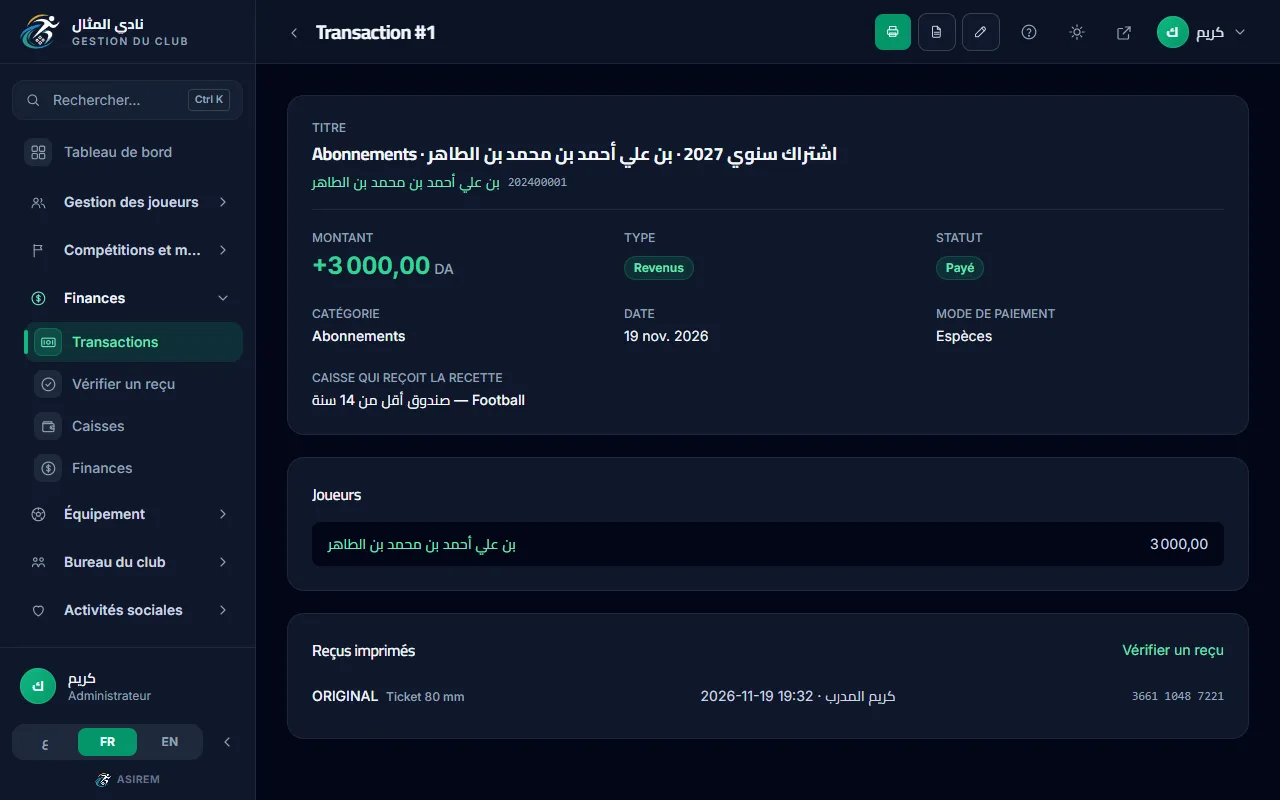 نادي المثال
GESTION DU CLUB
Rechercher...
Ctrl K
Tableau de bord
Gestion des joueurs
Compétitions et m...
Finances
Transactions
Vérifier un reçu
Caisses
Finances
Équipement
Bureau du club
Activités sociales
ك
كريم
Administrateur
ع
FR
EN
ASIREM
Transaction #1
ك
كريم
TITRE
Abonnements · اشتراك سنوي 2027 · بن علي أحمد بن محمد بن الطاهر
بن علي أحمد بن محمد بن الطاهر 202400001
MONTANT
+3 000,00 DA
TYPE
Revenus
STATUT
Payé
CATÉGORIE
Abonnements
DATE
19 nov. 2026
MODE DE PAIEMENT
Espèces
CAISSE QUI REÇOIT LA RECETTE
صندوق أقل من 14 سنة — Football
Joueurs
بن علي أحمد بن محمد بن الطاهر
3 000,00
Reçus imprimés
Vérifier un reçu
ORIGINAL Ticket 80 mm
2026-11-19 19:32 · كريم المدرب
3661 1048 7221